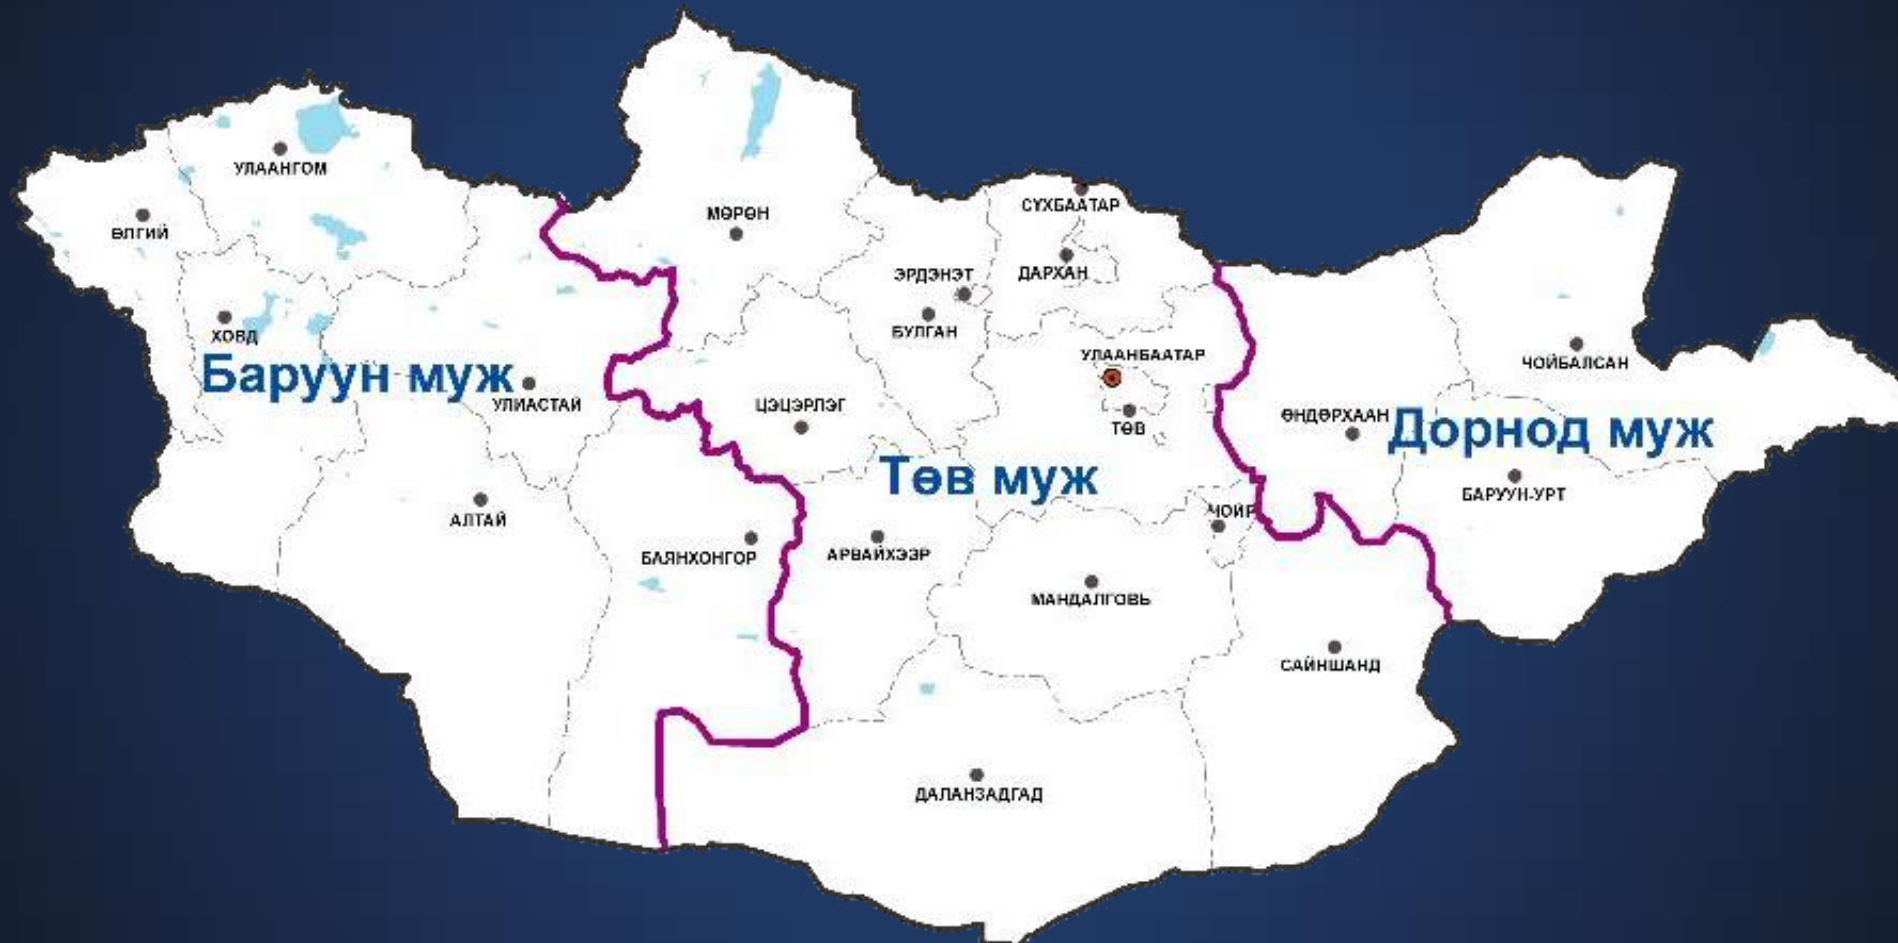 УЛААНГОМ
ӨЛГИЙ
ХОВД
Баруун муж
УЛИАСТАЙ
АЛТАЙ
БАЯНХОНГОР
МӨРӨН
СҮХБААТАР
ДАРХАН
ЭРДЭНЭТ
БУЛГАН
УЛААНБААТАР
ЦЭЦЭРЛЭГ
ТӨВ
Төв муж
ЧОЙР
АРВАЙХЭЭР
МАНДАЛГОВЬ
САЙНШАНД
ДАЛАНЗАДГАД
ЧОЙБАЛСАН
ӨНДӨРХААН
Дорнод муж
БАРУУН-УРТ